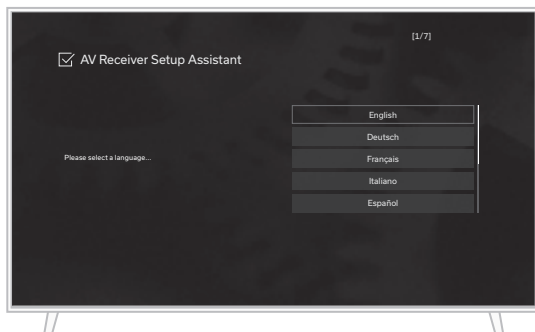 [1/7]
AV Receiver Setup Assistant
Please select a language...
English
Deutsch
Français
Italiano
Español